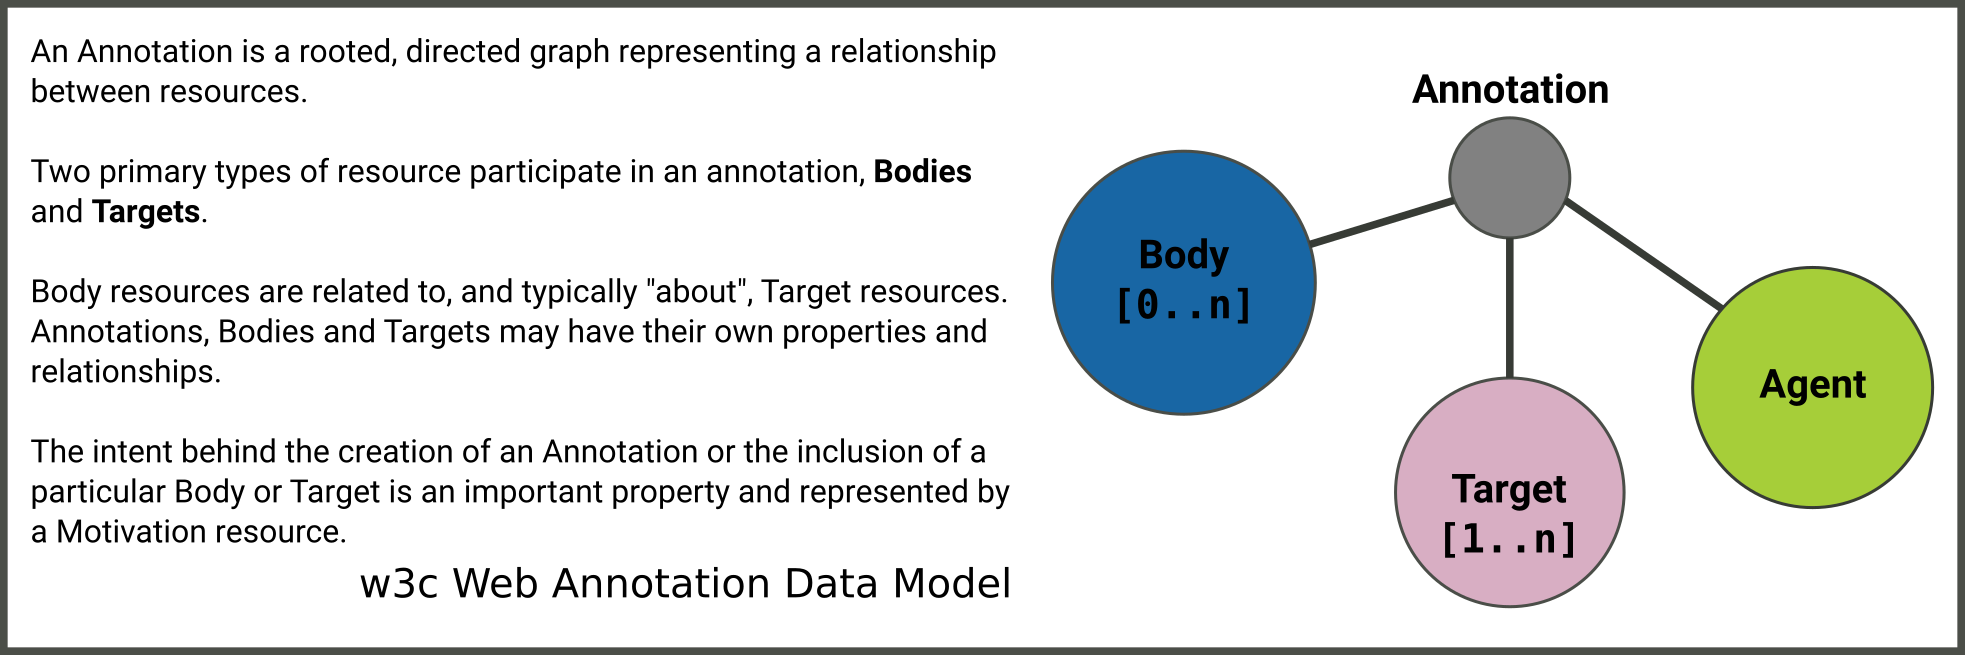 An Annotation is a rooted, directed graph representing a relationship
between resources.
Two primary types of resource participate in an annotation, Bodies
and Targets.
Body resources are related to, and typically "about", Target resources.
Annotations, Bodies and Targets may have their own properties and
relationships.
The intent behind the creation of an Annotation or the inclusion of a
particular Body or Target is an important property and represented by
a Motivation resource.
w3c Web Annotation Data Model
Annotation
Body
[0..n]
Target
[1..n]
Agent